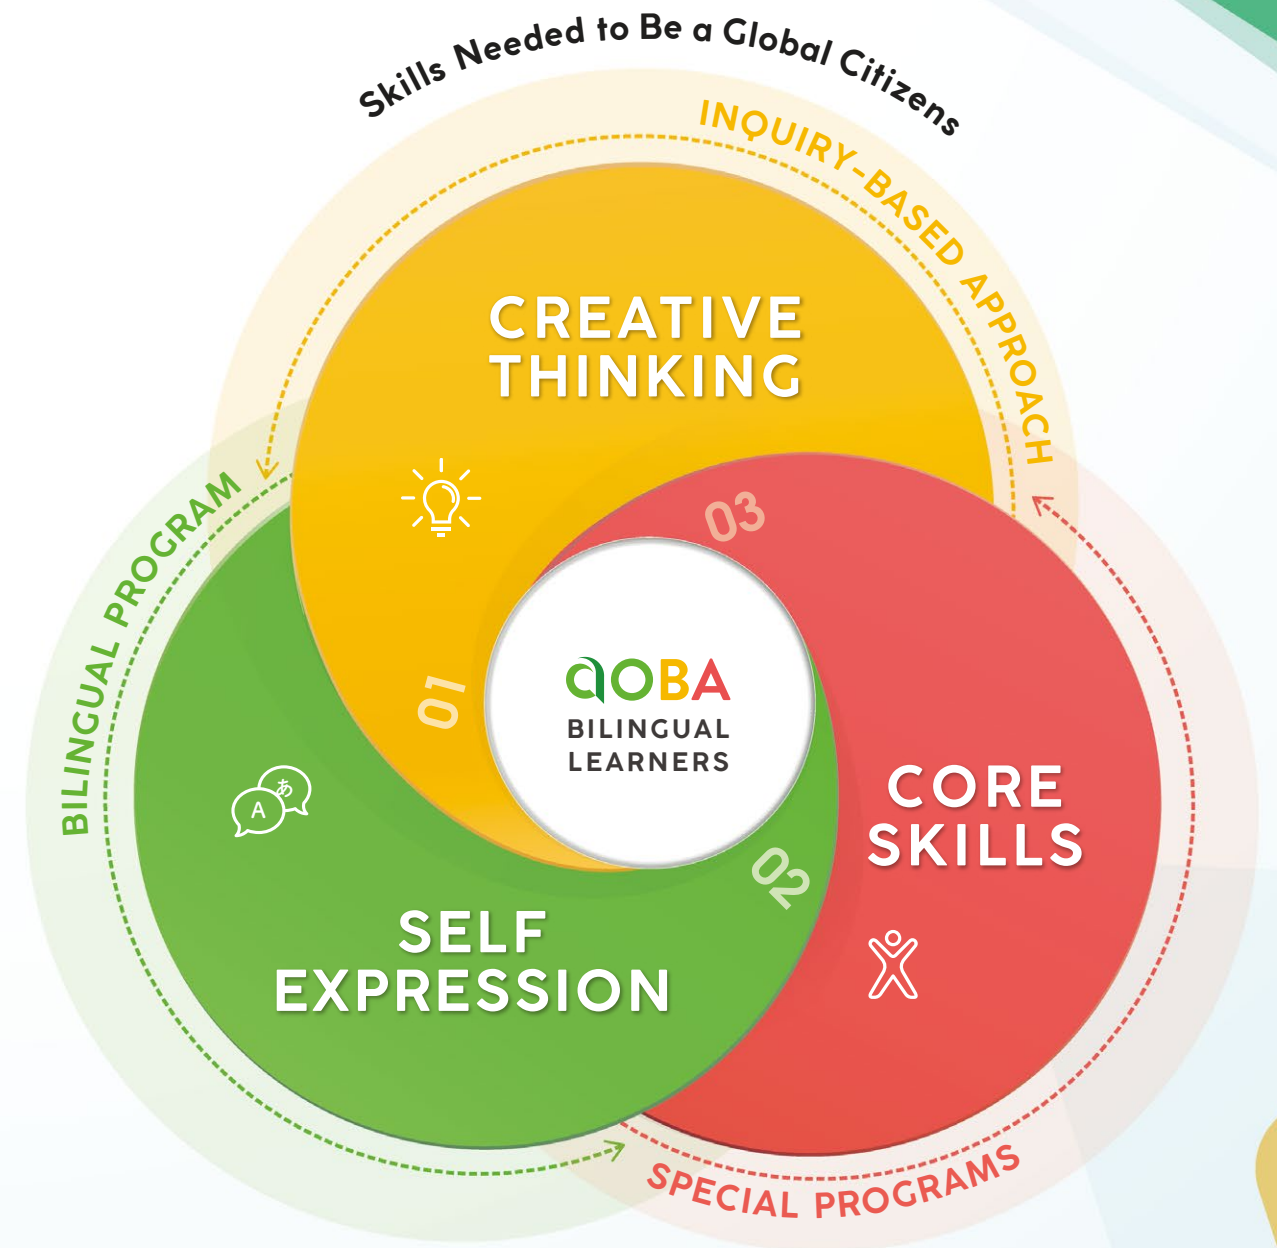 Skills Needed to Be a Global Citizens
INQUIRY-BASED APPROACH
CREATIVE
THINKING
03
BILINGUAL PROGRAM
01
AOBA
BILINGUAL
LEARNERS
A
あ
CORE
SKILLS
02
SELF
EXPRESSION
SPECIAL PROGRAMS